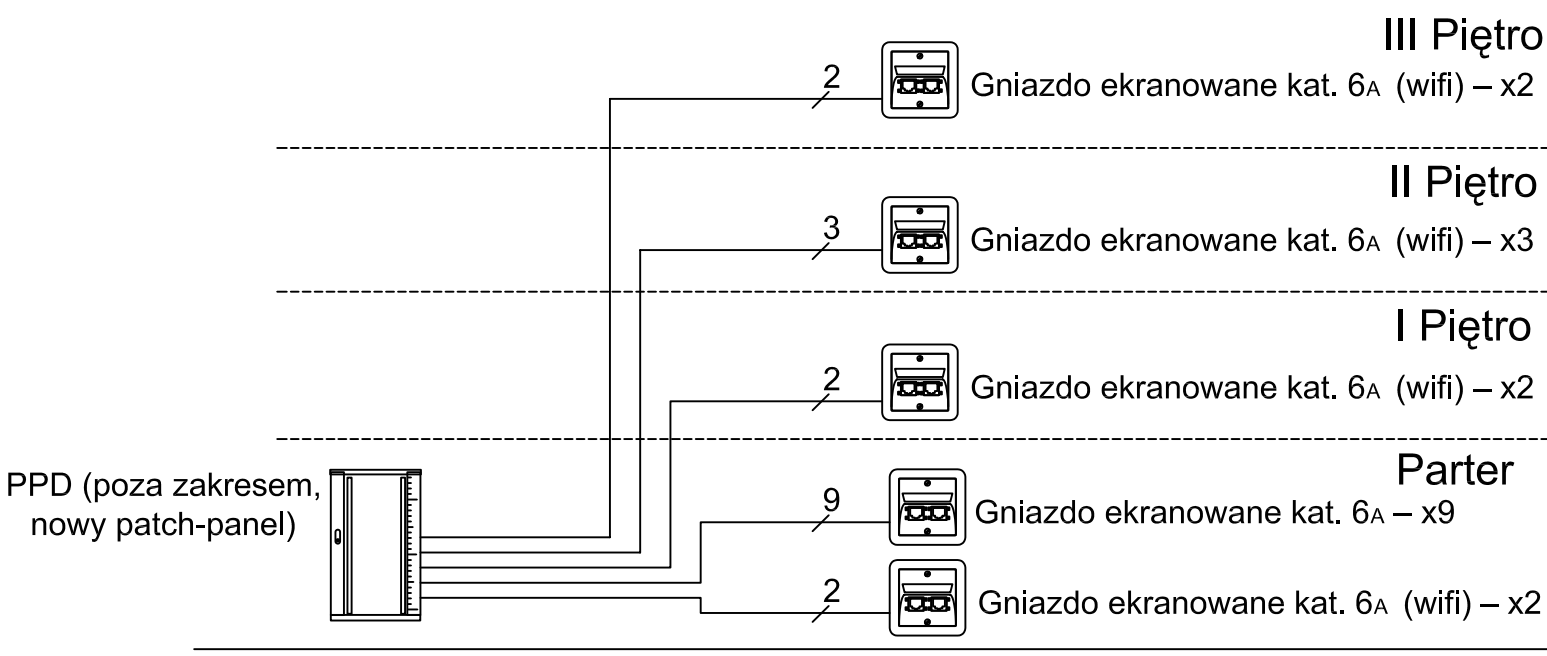 III Piętro
2
Gniazdo ekranowane kat. 6A (wifi) – x2
II Piętro
3
Gniazdo ekranowane kat. 6A (wifi) – x3
I Piętro
2
Gniazdo ekranowane kat. 6A (wifi) – x2
Parter
PPD (poza zakresem,
nowy patch-panel)
9
Gniazdo ekranowane kat. 6A – x9
2
Gniazdo ekranowane kat. 6A (wifi) – x2